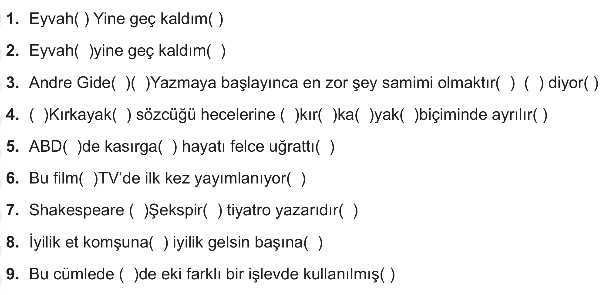 1. Eyvah( ) Yine geç kaldım( )
2. Eyvah( )yine geç kaldım( )
3. Andre Gide( )( )Yazmaya başlayınca en zor şey samimi olmaktır( ) ( ) diyor( )
4. ( )Kırkayak( ) sözcüğü hecelerine ( )kır( )ka( )yak( )biçiminde ayrılır( )
5. ABD( )de kasırga( ) hayatı felce uğrattı( )
6. Bu film( )TV'de ilk kez yayımlanıyor( )
7. Shakespeare ( )Şekspir( ) tiyatro yazarıdır( )
8. İyilik et komşuna( ) iyilik gelsin başına( )
9. Bu cümlede ( )de eki farklı bir işlevde kullanılmış( )